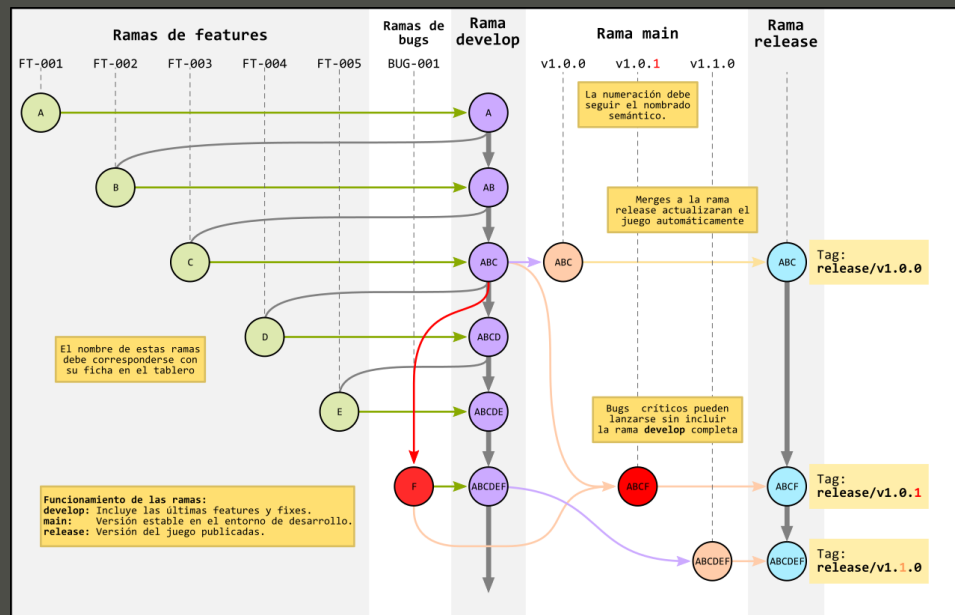 Ramas de features
Ramas de
bugs
Rama
develop
Rama main
Rama
release
FT-001
FT-002
FT-003
FT-004
FT-005
BUG-001
v1.0.0
v1.0.1
v1.1.0
La numeración debe
seguir el nombrado
semántico.
A
A
B
AB
Merges a la rama
release actualizaran el
juego automáticamente
C
ABC
ABC
ABC
Tag:
release/v1.0.0
D
ABCD
El nombre de estas ramas
debe corresponderse con
su ficha en el tablero
E
ABCDE
Bugs críticos pueden
lanzarse sin incluir
la rama develop completa
F
ABCDEF
ABCF
ABCF
Tag:
release/v1.0.1
Funcionamiento de las ramas:
develop: Incluye las últimas features y fixes.
main: Versión estable en el entorno de desarrollo.
release: Versión del juego publicadas.
ABCDEF
ABCDEF
Tag:
release/v1.1.0